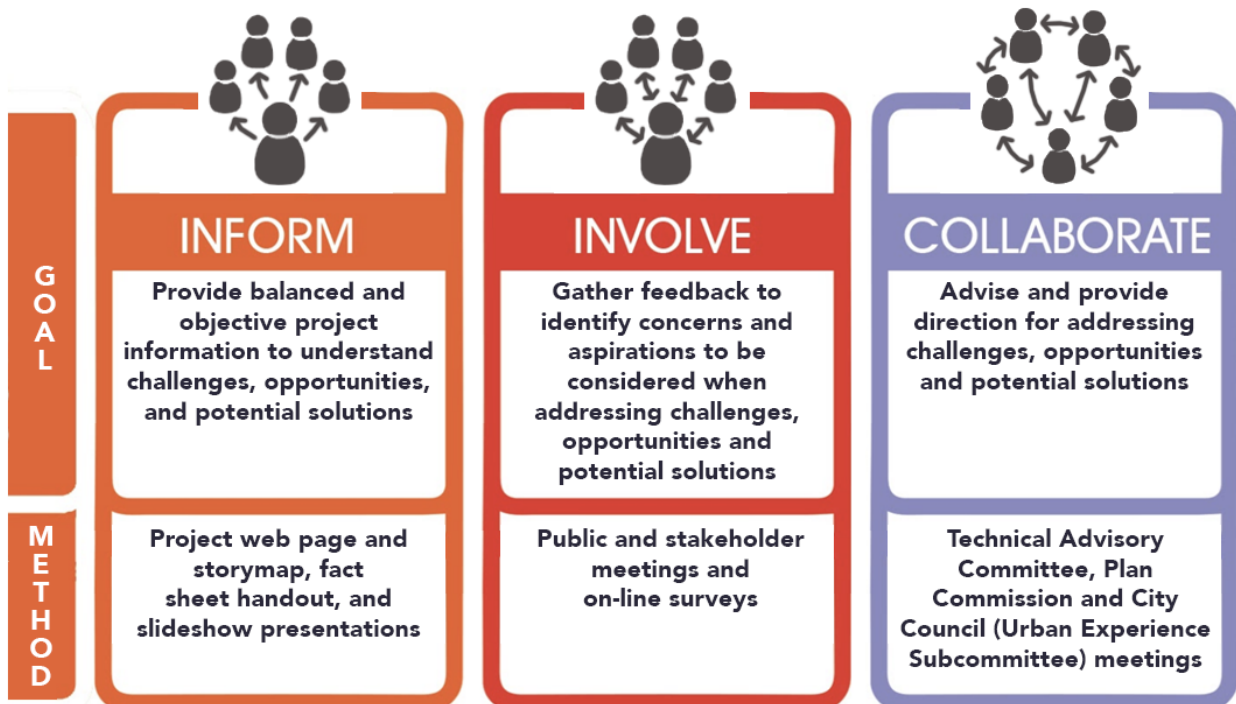 INFORM
INVOLVE
COLLABORATE
GOAL
Provide balanced and
objective project
information to understand
challenges, opportunities,
and potential solutions
Gather feedback to
identify concerns and
aspirations to be
considered when
addressing challenges,
opportunities and
potential solutions
Advise and provide
direction for addressing
challenges, opportunities
and potential solutions
METHOD
Project web page and
storymap, fact
sheet handout, and
slideshow presentations
Public and stakeholder
meetings and
on-line surveys
Technical Advisory
Committee, Plan
Commission and City
Council (Urban Experience
Subcommittee) meetings